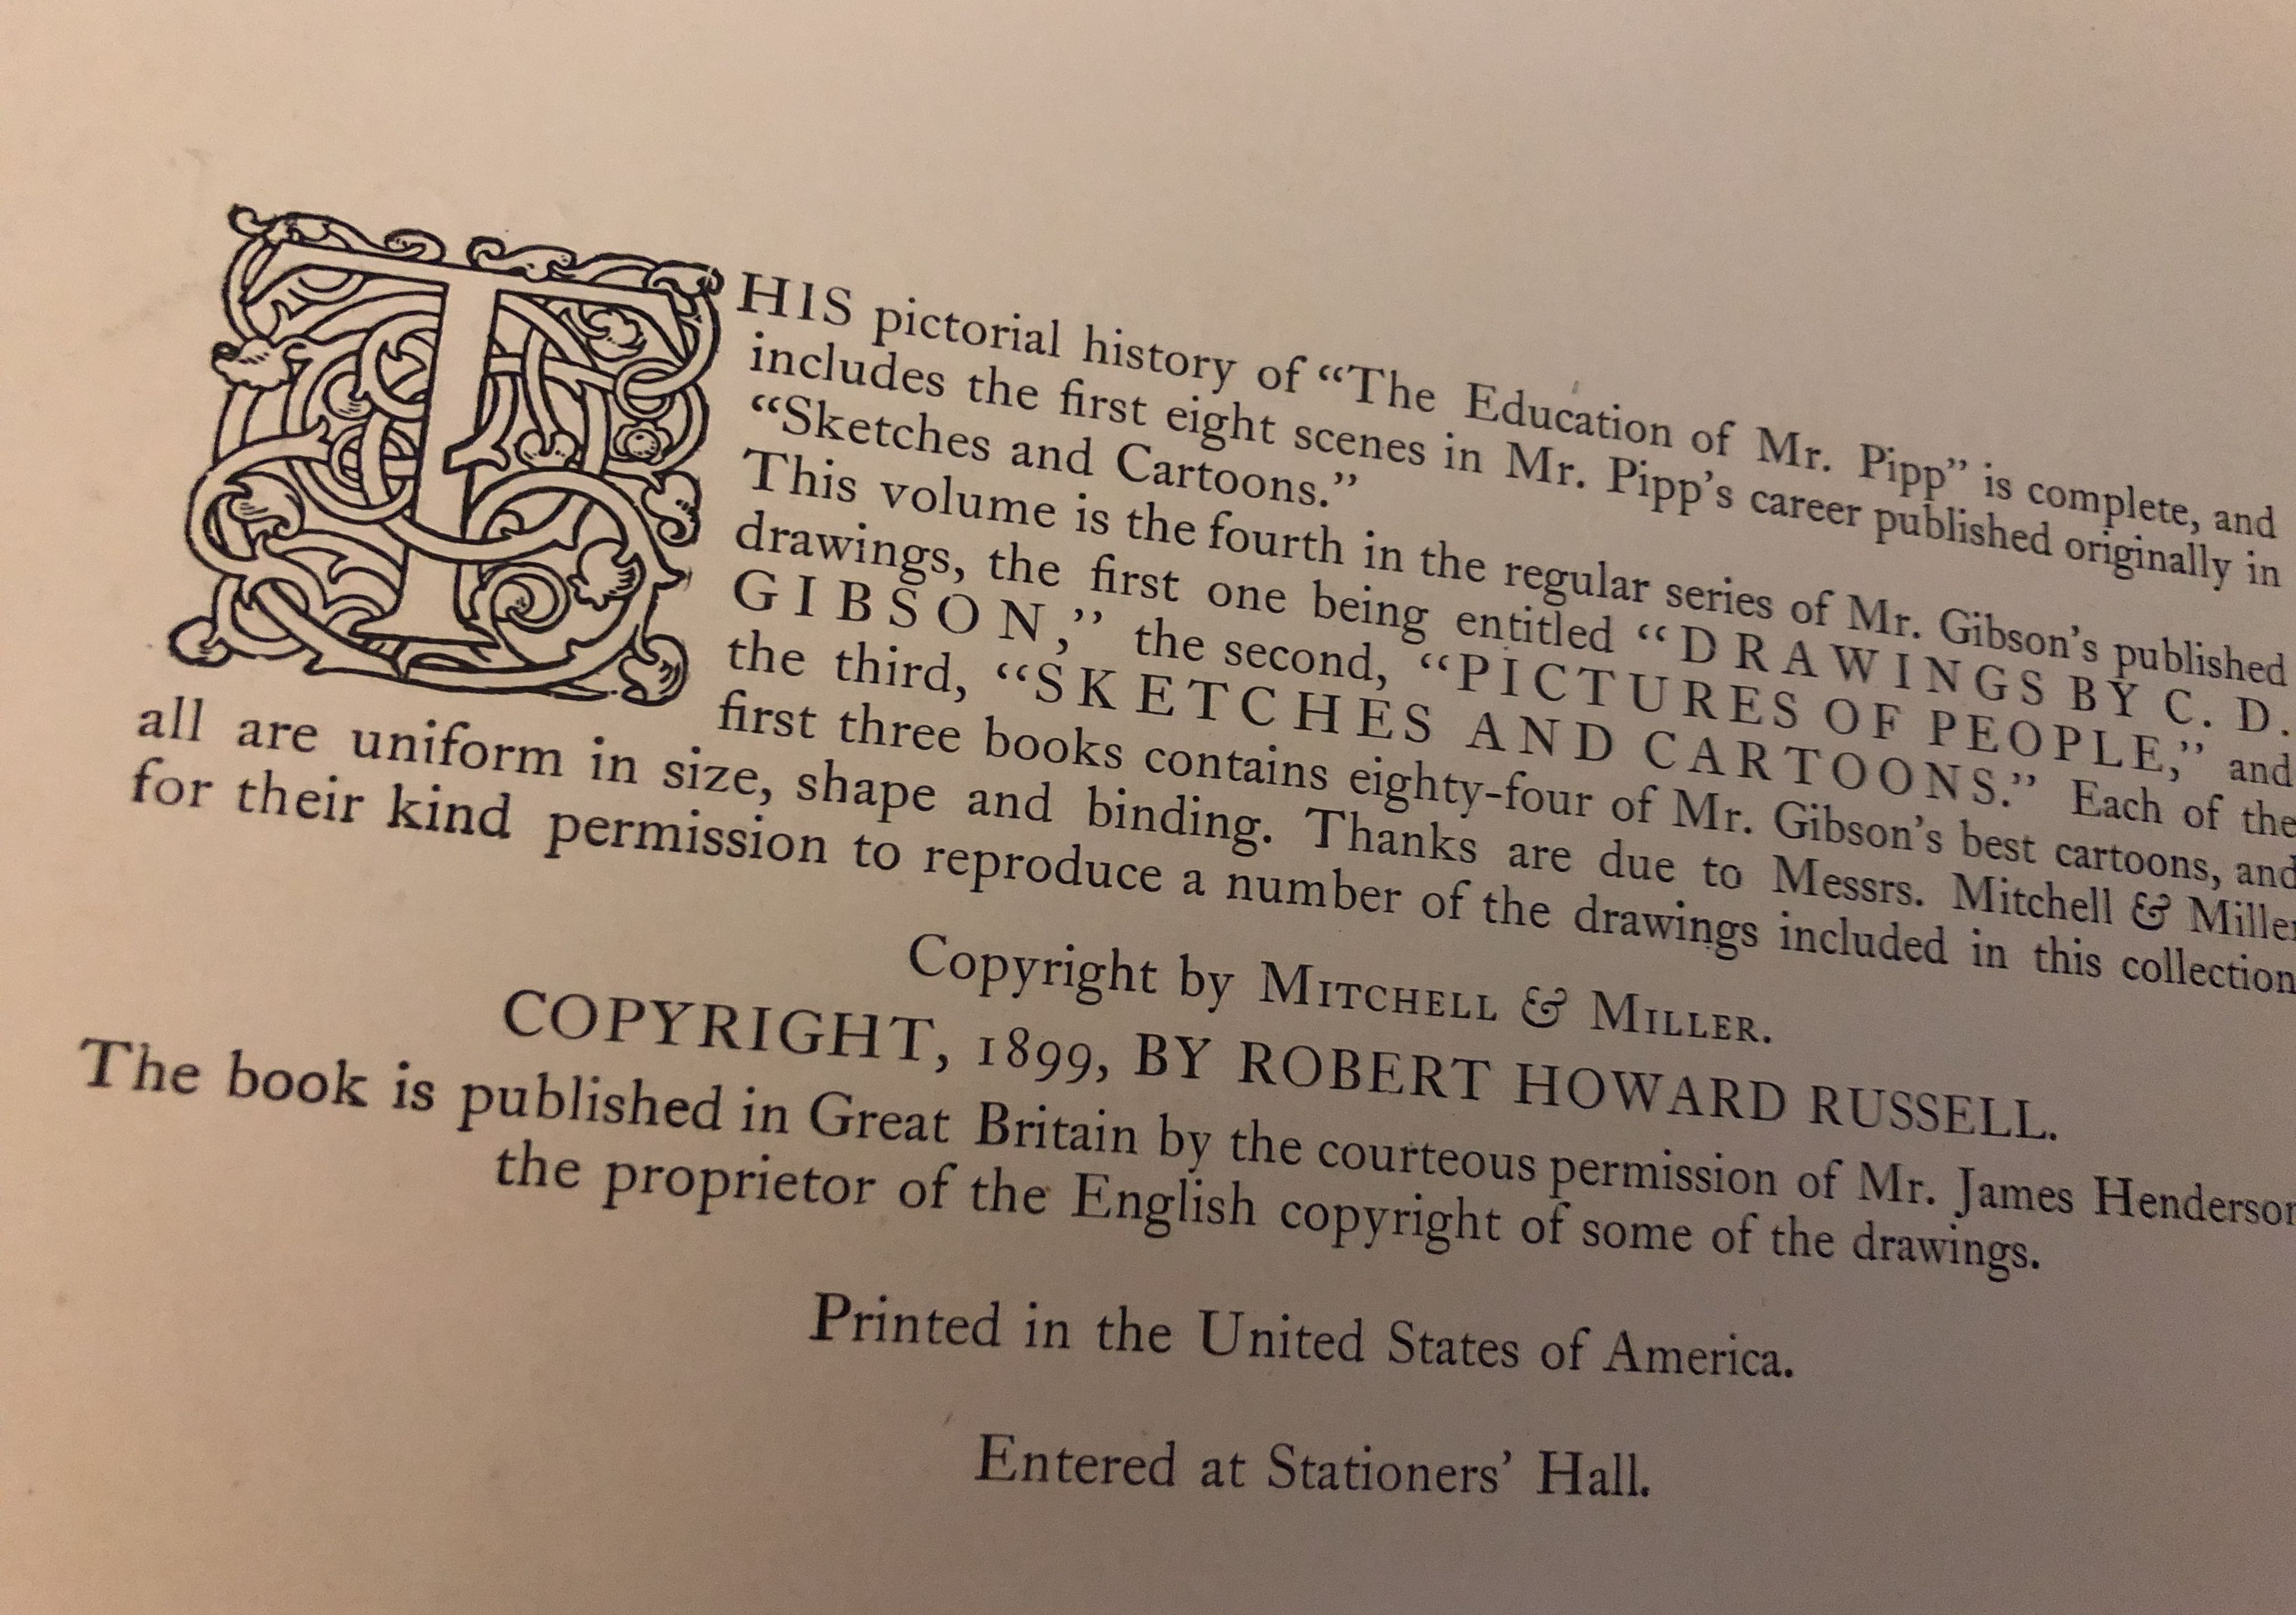 THIS pictorial history of “The Education of Mr. Pipp” is complete, and
includes the first eight scenes in Mr. Pipp’s career published originally in
“Sketches and Cartoons.”
This volume is the fourth in the regular series of Mr. Gibson’s published
drawings, the first one being entitled “DRAWINGS BY C. D.
GIBSON,” the second, “PICTURES OF PEOPLE,” and
the third, “SKETCHES AND CARTOONS.” Each of the
first three books contains eighty-four of Mr. Gibson’s best cartoons, and
all are uniform in size, shape and binding. Thanks are due to Messrs. Mitchell & Miller
for their kind permission to reproduce a number of the drawings included in this collection
Copyright by MITCHELL & MILLER.
COPYRIGHT, 1899, BY ROBERT HOWARD RUSSELL.
The book is published in Great Britain by the courteous permission of Mr. James Henderson
the proprietor of the English copyright of some of the drawings.
Printed in the United States of America.
Entered at Stationers’ Hall.